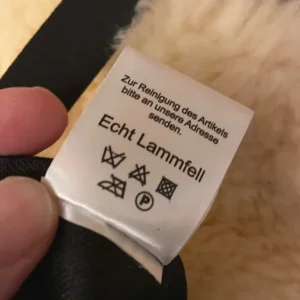 Zur Reinigung des Artikels
bitte an unsere Adresse
senden.
Echt Lammfell
P